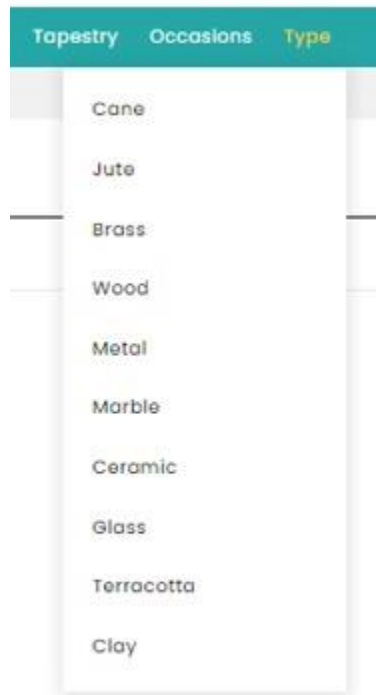 Tapestry Occasions Type
Cane
Jute
Brass
Wood
Metal
Marble
Ceramic
Glass
Terracotta
Clay